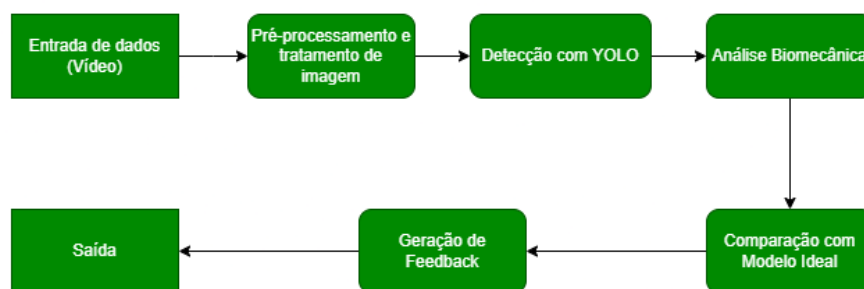 Entrada de dados
(Vídeo)
Pré-processamento e
tratamento de
imagem
Detecção com YOLO
Análise Biomecânica
Comparação com
Modelo Ideal
Geração de
Feedback
Saída